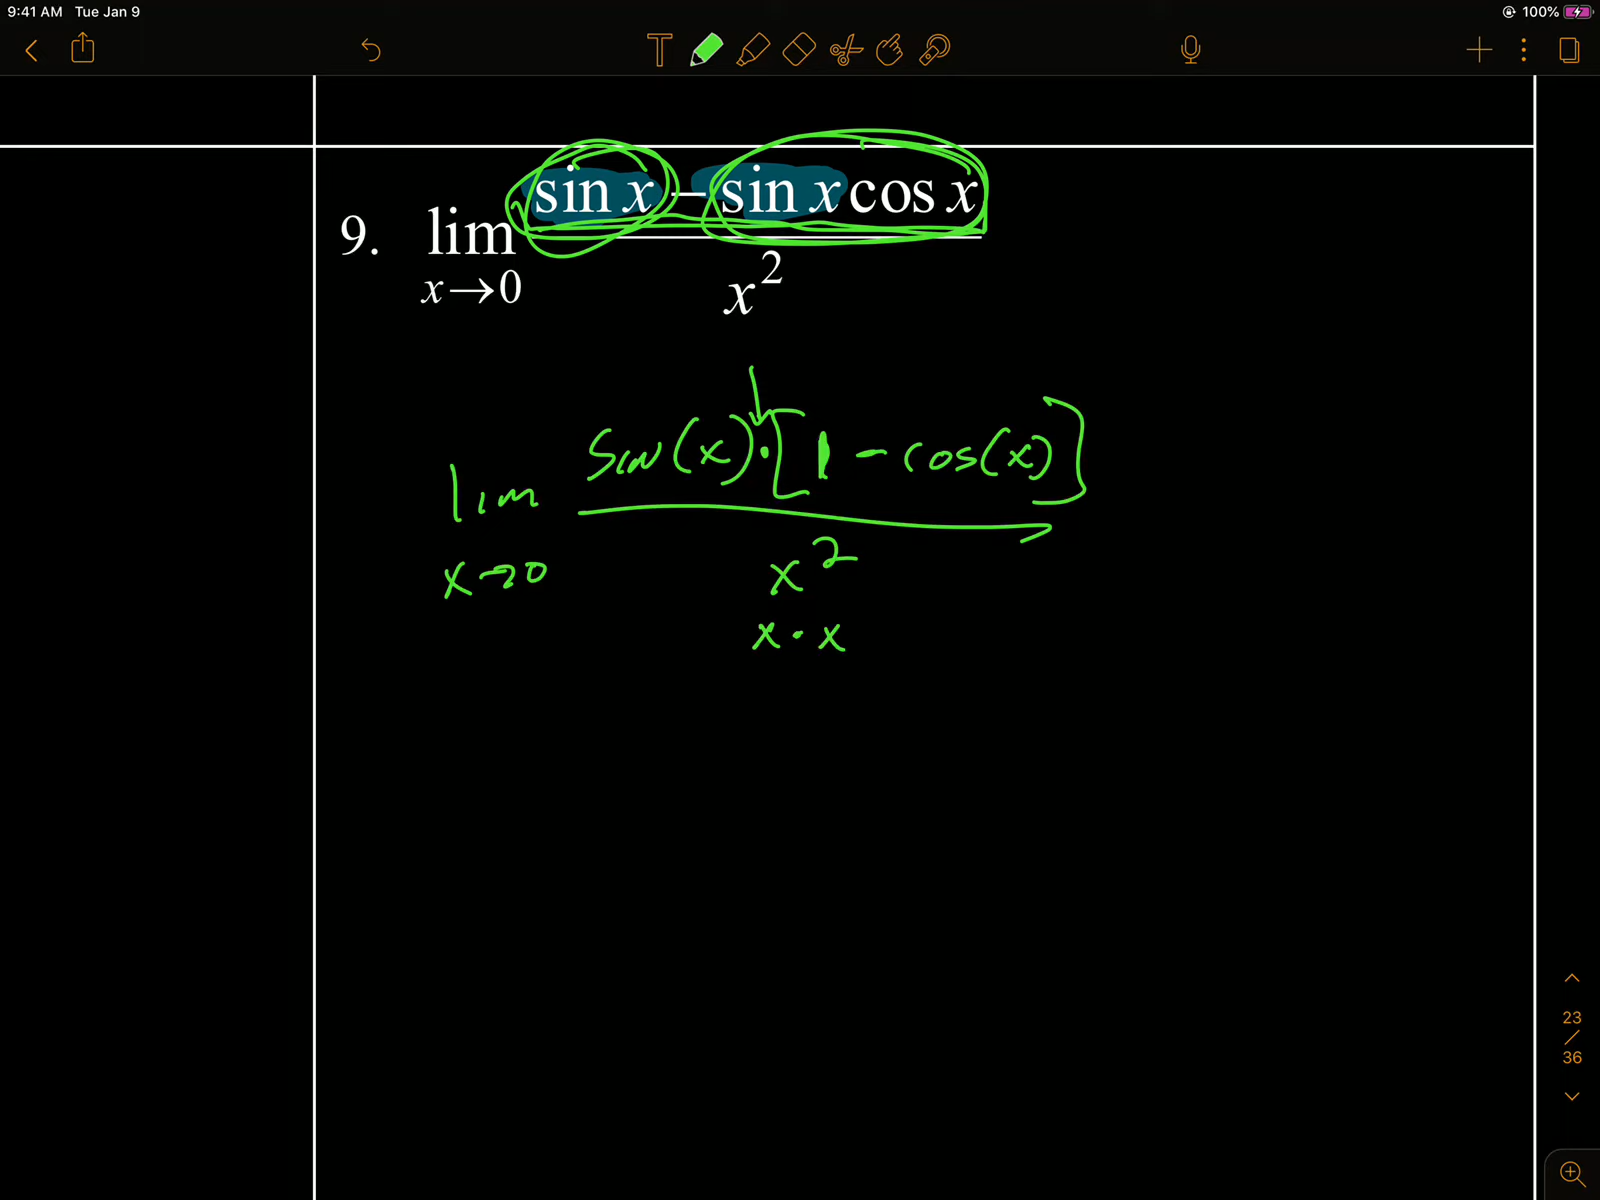 9:41 AM Tue Jan 9
100%
T
sin x − sin x cos x
9. lim
x→0
x²
sin(x)·[1 − cos(x)]
lim
x→0
x²
x · x
23
/
36